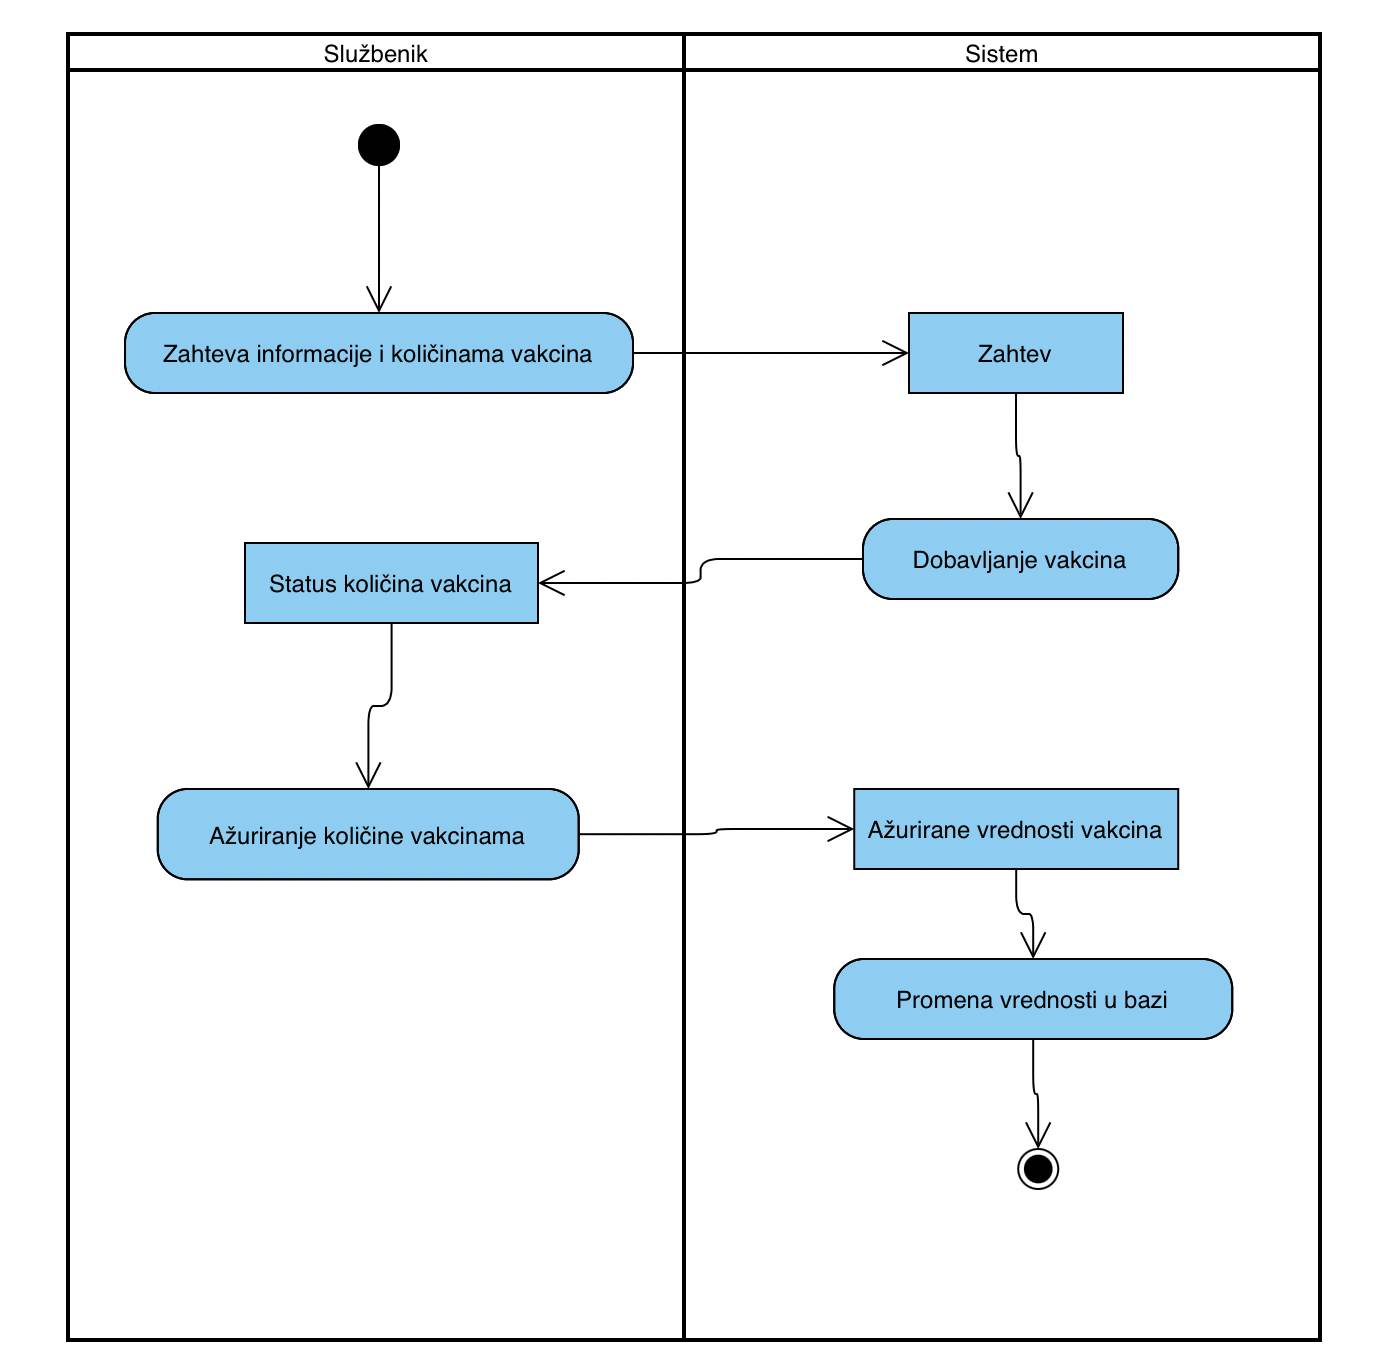 Službenik
Sistem
Zahteva informacije i količinama vakcina
Zahtev
Dobavljanje vakcina
Status količina vakcina
Ažuriranje količine vakcinama
Ažurirane vrednosti vakcina
Promena vrednosti u bazi